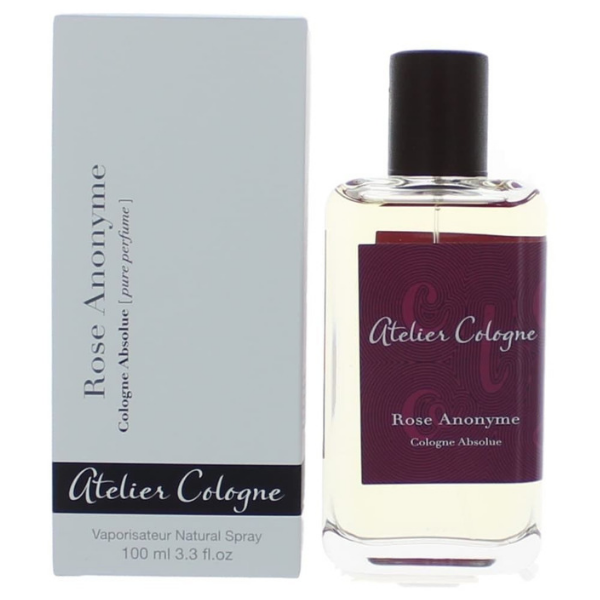 Rose Anonyme
Cologne Absolue [pure perfume]
Atelier Cologne
Vaporisateur Natural Spray
100 ml 3.3 fl.oz
Atelier Cologne
Rose Anonyme
Cologne Absolue